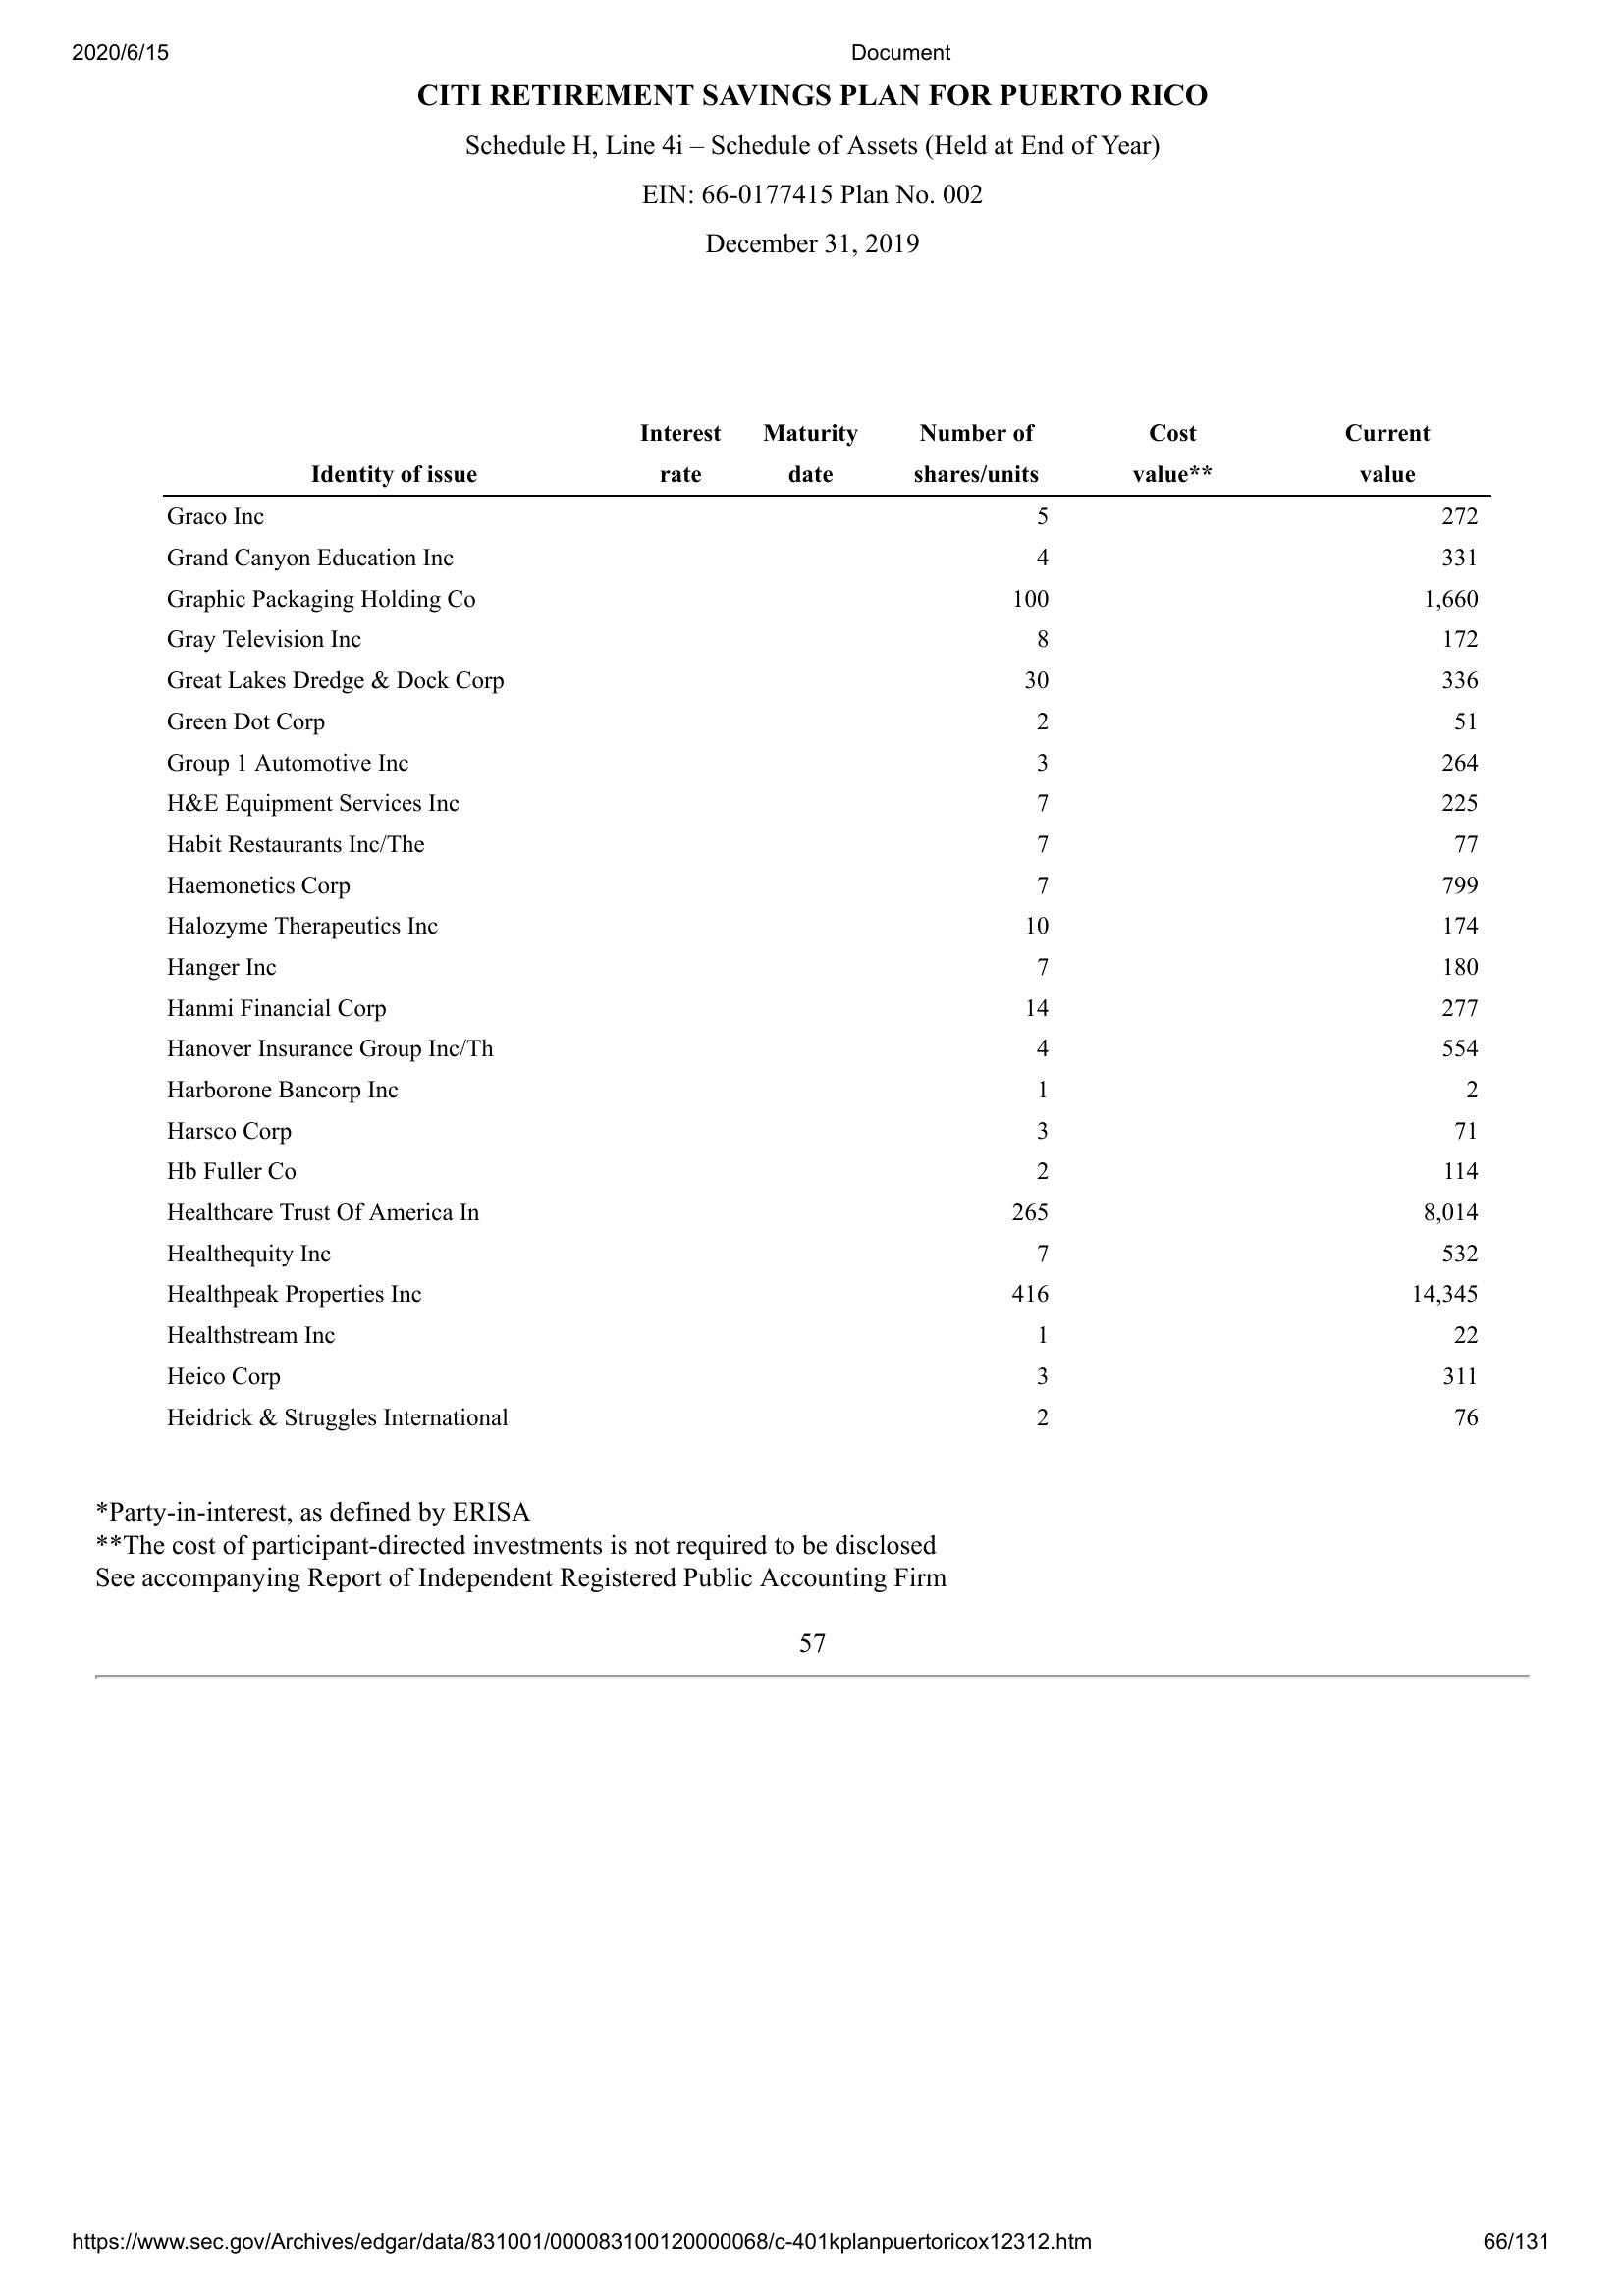 2020/6/15 Document
CITI RETIREMENT SAVINGS PLAN FOR PUERTO RICO
Schedule H, Line 4i – Schedule of Assets (Held at End of Year)
EIN: 66-0177415 Plan No. 002
December 31, 2019
Interest Maturity Number of Cost Current
Identity of issue rate date shares/units value** value
Graco Inc 5 272
Grand Canyon Education Inc 4 331
Graphic Packaging Holding Co 100 1,660
Gray Television Inc 8 172
Great Lakes Dredge & Dock Corp 30 336
Green Dot Corp 2 51
Group 1 Automotive Inc 3 264
H&E Equipment Services Inc 7 225
Habit Restaurants Inc/The 7 77
Haemonetics Corp 7 799
Halozyme Therapeutics Inc 10 174
Hanger Inc 7 180
Hanmi Financial Corp 14 277
Hanover Insurance Group Inc/Th 4 554
Harborone Bancorp Inc 1 2
Harsco Corp 3 71
Hb Fuller Co 2 114
Healthcare Trust Of America In 265 8,014
Healthequity Inc 7 532
Healthpeak Properties Inc 416 14,345
Healthstream Inc 1 22
Heico Corp 3 311
Heidrick & Struggles International 2 76
*Party-in-interest, as defined by ERISA
**The cost of participant-directed investments is not required to be disclosed
See accompanying Report of Independent Registered Public Accounting Firm
57
https://www.sec.gov/Archives/edgar/data/831001/000083100120000068/c-401kplanpuertoricox12312.htm 66/131